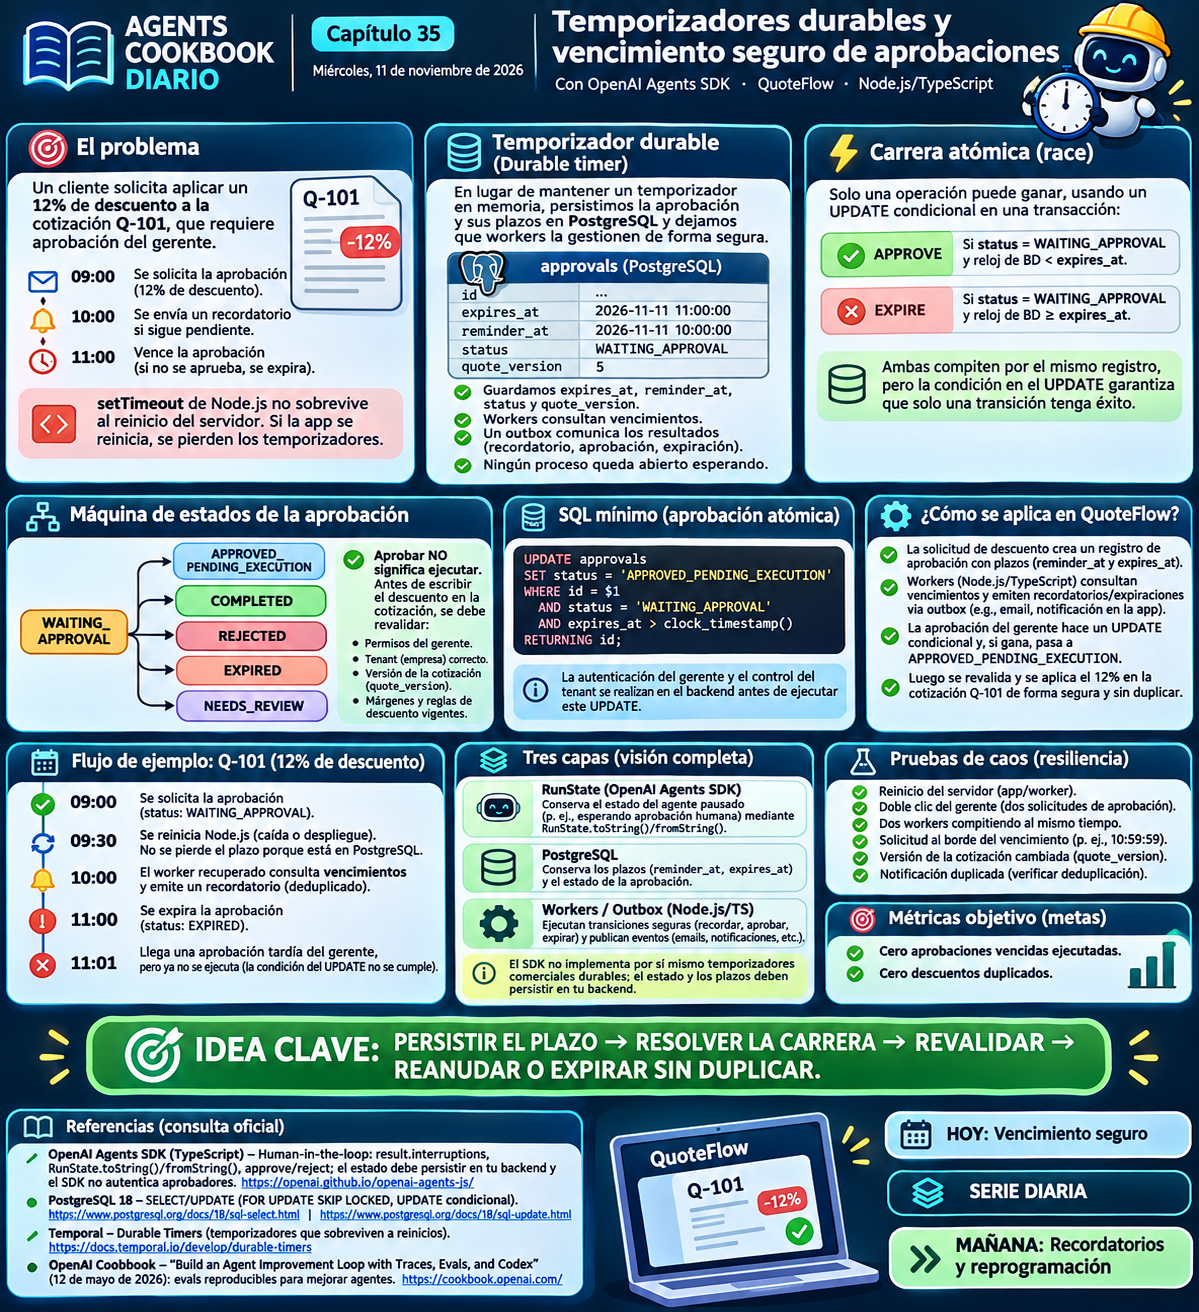 AGENTS
COOKBOOK
DIARIO
Capítulo 35
Miércoles, 11 de noviembre de 2026
Temporizadores durables y
vencimiento seguro de aprobaciones
Con OpenAI Agents SDK · QuoteFlow · Node.js/TypeScript
El problema
Un cliente solicita aplicar un
12% de descuento a la
cotización Q-101, que requiere
aprobación del gerente.
Q-101
-12%
09:00 Se solicita la aprobación
(12% de descuento).
10:00 Se envía un recordatorio
si sigue pendiente.
11:00 Vence la aprobación
(si no se aprueba, se expira).
setTimeout de Node.js no sobrevive
al reinicio del servidor. Si la app se
reinicia, se pierden los temporizadores.
Temporizador durable
(Durable timer)
En lugar de mantener un temporizador
en memoria, persistimos la aprobación
y sus plazos en PostgreSQL y dejamos
que workers la gestionen de forma segura.
approvals (PostgreSQL)
id ...
expires_at 2026-11-11 11:00:00
reminder_at 2026-11-11 10:00:00
status WAITING_APPROVAL
quote_version 5
Guardamos expires_at, reminder_at,
status y quote_version.
Workers consultan vencimientos.
Un outbox comunica los resultados
(recordatorio, aprobación, expiración).
Ningún proceso queda abierto esperando.
Carrera atómica (race)
Solo una operación puede ganar, usando un
UPDATE condicional en una transacción:
APPROVE Si status = WAITING_APPROVAL
y reloj de BD < expires_at.
EXPIRE Si status = WAITING_APPROVAL
y reloj de BD ≥ expires_at.
Ambas compiten por el mismo registro,
pero la condición en el UPDATE garantiza
que solo una transición tenga éxito.
Máquina de estados de la aprobación
WAITING_
APPROVAL
APPROVED_
PENDING_EXECUTION
COMPLETED
REJECTED
EXPIRED
NEEDS_REVIEW
Aprobar NO
significa ejecutar.
Antes de escribir
el descuento en la
cotización, se debe
revalidar:
• Permisos del gerente.
• Tenant (empresa) correcto.
• Versión de la cotización
(quote_version).
• Márgenes y reglas de
descuento vigentes.
SQL mínimo (aprobación atómica)
UPDATE approvals
SET status = 'APPROVED_PENDING_EXECUTION'
WHERE id = $1
AND status = 'WAITING_APPROVAL'
AND expires_at > clock_timestamp()
RETURNING id;
La autenticación del gerente y el control del
tenant se realizan en el backend antes de ejecutar
este UPDATE.
¿Cómo se aplica en QuoteFlow?
La solicitud de descuento crea un registro de
aprobación con plazos (reminder_at y expires_at).
Workers (Node.js/TypeScript) consultan
vencimientos y emiten recordatorios/expiraciones
via outbox (e.g., email, notificación en la app).
La aprobación del gerente hace un UPDATE
condicional y, si gana, pasa a
APPROVED_PENDING_EXECUTION.
Luego se revalida y se aplica el 12% en la
cotización Q-101 de forma segura y sin duplicar.
Flujo de ejemplo: Q-101 (12% de descuento)
09:00 Se solicita la aprobación
(status: WAITING_APPROVAL).
09:30 Se reinicia Node.js (caída o despliegue).
No se pierde el plazo porque está en PostgreSQL.
10:00 El worker recuperado consulta vencimientos
y emite un recordatorio (deduplicado).
11:00 Se expira la aprobación
(status: EXPIRED).
11:01 Llega una aprobación tardía del gerente,
pero ya no se ejecuta (la condición del UPDATE no se cumple).
Tres capas (visión completa)
RunState (OpenAI Agents SDK)
Conserva el estado del agente pausado
(p. ej., esperando aprobación humana) mediante
RunState.toString()/fromString().
PostgreSQL
Conserva los plazos (reminder_at, expires_at)
y el estado de la aprobación.
Workers / Outbox (Node.js/TS)
Ejecutan transiciones seguras (recordar, aprobar,
expirar) y publican eventos (emails, notificaciones, etc.).
El SDK no implementa por sí mismo temporizadores
comerciales durables; el estado y los plazos deben
persistir en tu backend.
Pruebas de caos (resiliencia)
Reinicio del servidor (app/worker).
Doble clic del gerente (dos solicitudes de aprobación).
Dos workers compitiendo al mismo tiempo.
Solicitud al borde del vencimiento (p. ej., 10:59:59).
Versión de la cotización cambiada (quote_version).
Notificación duplicada (verificar deduplicación).
Métricas objetivo (metas)
Cero aprobaciones vencidas ejecutadas.
Cero descuentos duplicados.
IDEA CLAVE: PERSISTIR EL PLAZO → RESOLVER LA CARRERA → REVALIDAR →
REANUDAR O EXPIRAR SIN DUPLICAR.
Referencias (consulta oficial)
OpenAI Agents SDK (TypeScript) – Human-in-the-loop: result.interruptions,
RunState.toString()/fromString(), approve/reject; el estado debe persistir en tu backend y
el SDK no autentica aprobadores. https://openai.github.io/openai-agents-js/
PostgreSQL 18 – SELECT/UPDATE (FOR UPDATE SKIP LOCKED, UPDATE condicional).
https://www.postgresql.org/docs/18/sql-select.html | https://www.postgresql.org/docs/18/sql-update.html
Temporal – Durable Timers (temporizadores que sobreviven a reinicios).
https://docs.temporal.io/develop/durable-timers
OpenAI Coobbook – “Build an Agent Improvement Loop with Traces, Evals, and Codex”
(12 de mayo de 2026): evals reproducibles para mejorar agentes. https://cookbook.openai.com/
QuoteFlow
Q-101
-12%
HOY: Vencimiento seguro
SERIE DIARIA
MAÑANA: Recordatorios
y reprogramación